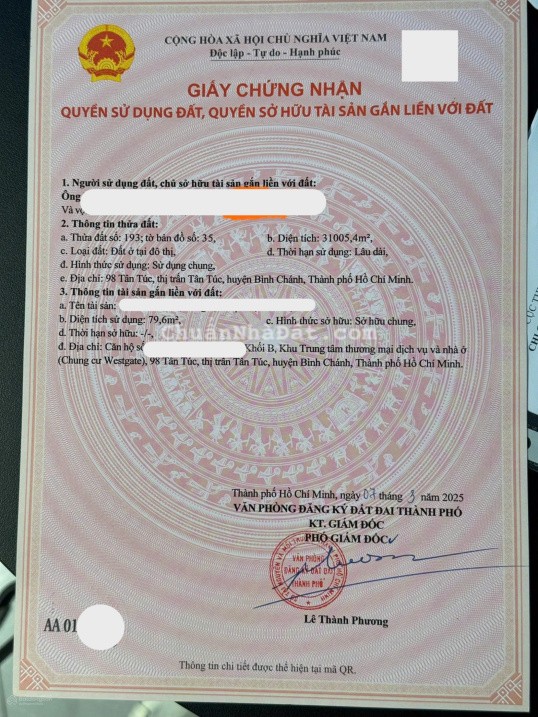 CỘNG HÒA XÃ HỘI CHỦ NGHĨA VIỆT NAM
Độc lập - Tự do - Hạnh phúc
GIẤY CHỨNG NHẬN
QUYỀN SỬ DỤNG ĐẤT, QUYỀN SỞ HỮU TÀI SẢN GẮN LIỀN VỚI ĐẤT
1. Người sử dụng đất, chủ sở hữu tài sản gắn liền với đất:
Ông
Và vợ
2. Thông tin thửa đất:
a. Thửa đất số: 193; tờ bản đồ số: 35, b. Diện tích: 31005,4m²,
c. Loại đất: Đất ở tại đô thị, d. Thời hạn sử dụng: Lâu dài,
đ. Hình thức sử dụng: Sử dụng chung,
e. Địa chỉ: 98 Tân Túc, thị trấn Tân Túc, huyện Bình Chánh, Thành phố Hồ Chí Minh.
3. Thông tin tài sản gắn liền với đất:
a. Tên tài sản:
b. Diện tích sử dụng: 79,6m², c. Hình thức sở hữu: Sở hữu chung,
d. Thời hạn sở hữu: -/-,
ChuanNhaDat.com
đ. Địa chỉ: Căn hộ số Khối B, Khu Trung tâm thương mại dịch vụ và nhà ở
(Chung cư Westgate), 98 Tân Túc, thị trấn Tân Túc, huyện Bình Chánh, Thành phố Hồ Chí Minh.
Thành phố Hồ Chí Minh, ngày 07 tháng 3 năm 2025
VĂN PHÒNG ĐĂNG KÝ ĐẤT ĐAI THÀNH PHỐ
KT. GIÁM ĐỐC
PHÓ GIÁM ĐỐC
VĂN PHÒNG
ĐĂNG KÝ ĐẤT ĐAI
THÀNH PHỐ
Lê Thành Phương
AA 01
Thông tin chi tiết được thể hiện tại mã QR.